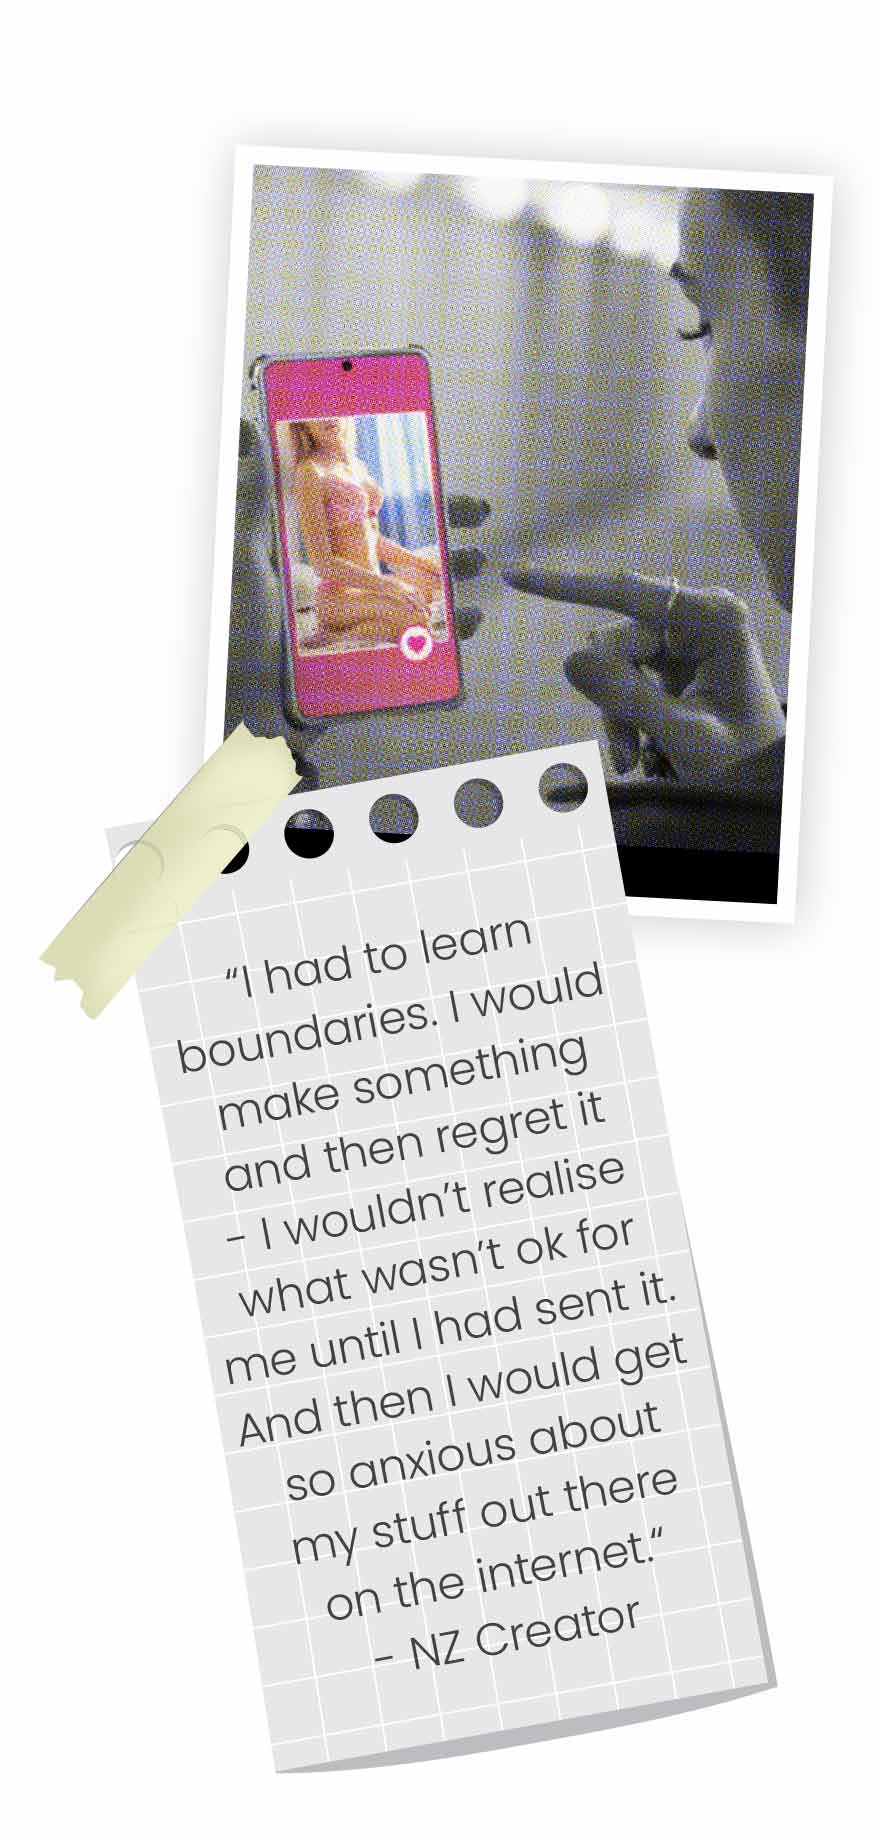 “I had to learn
boundaries. I would
make something
and then regret it
– I wouldn’t realise
what wasn’t ok for
me until I had sent it.
And then I would get
so anxious about
my stuff out there
on the internet.“
– NZ Creator